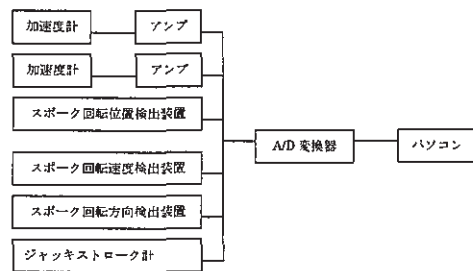 加速度計 アンプ
加速度計 アンプ
スポーク回転位置検出装置
A/D 変換器 パソコン
スポーク回転速度検出装置
スポーク回転方向検出装置
ジャッキストローク計